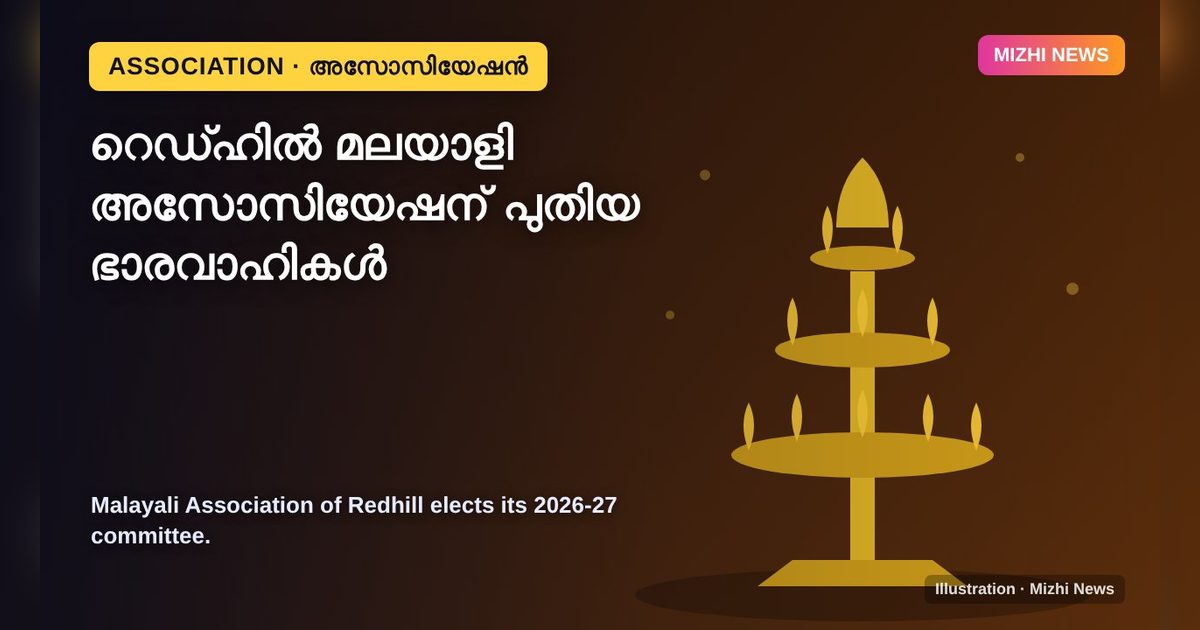 ASSOCIATION · അസോസിയേഷൻ
MIZHI NEWS
റെഡ്ഹിൽ മലയാളി
അസോസിയേഷന് പുതിയ
ഭാരവാഹികൾ
Malayali Association of Redhill elects its 2026-27
committee.
Illustration · Mizhi News